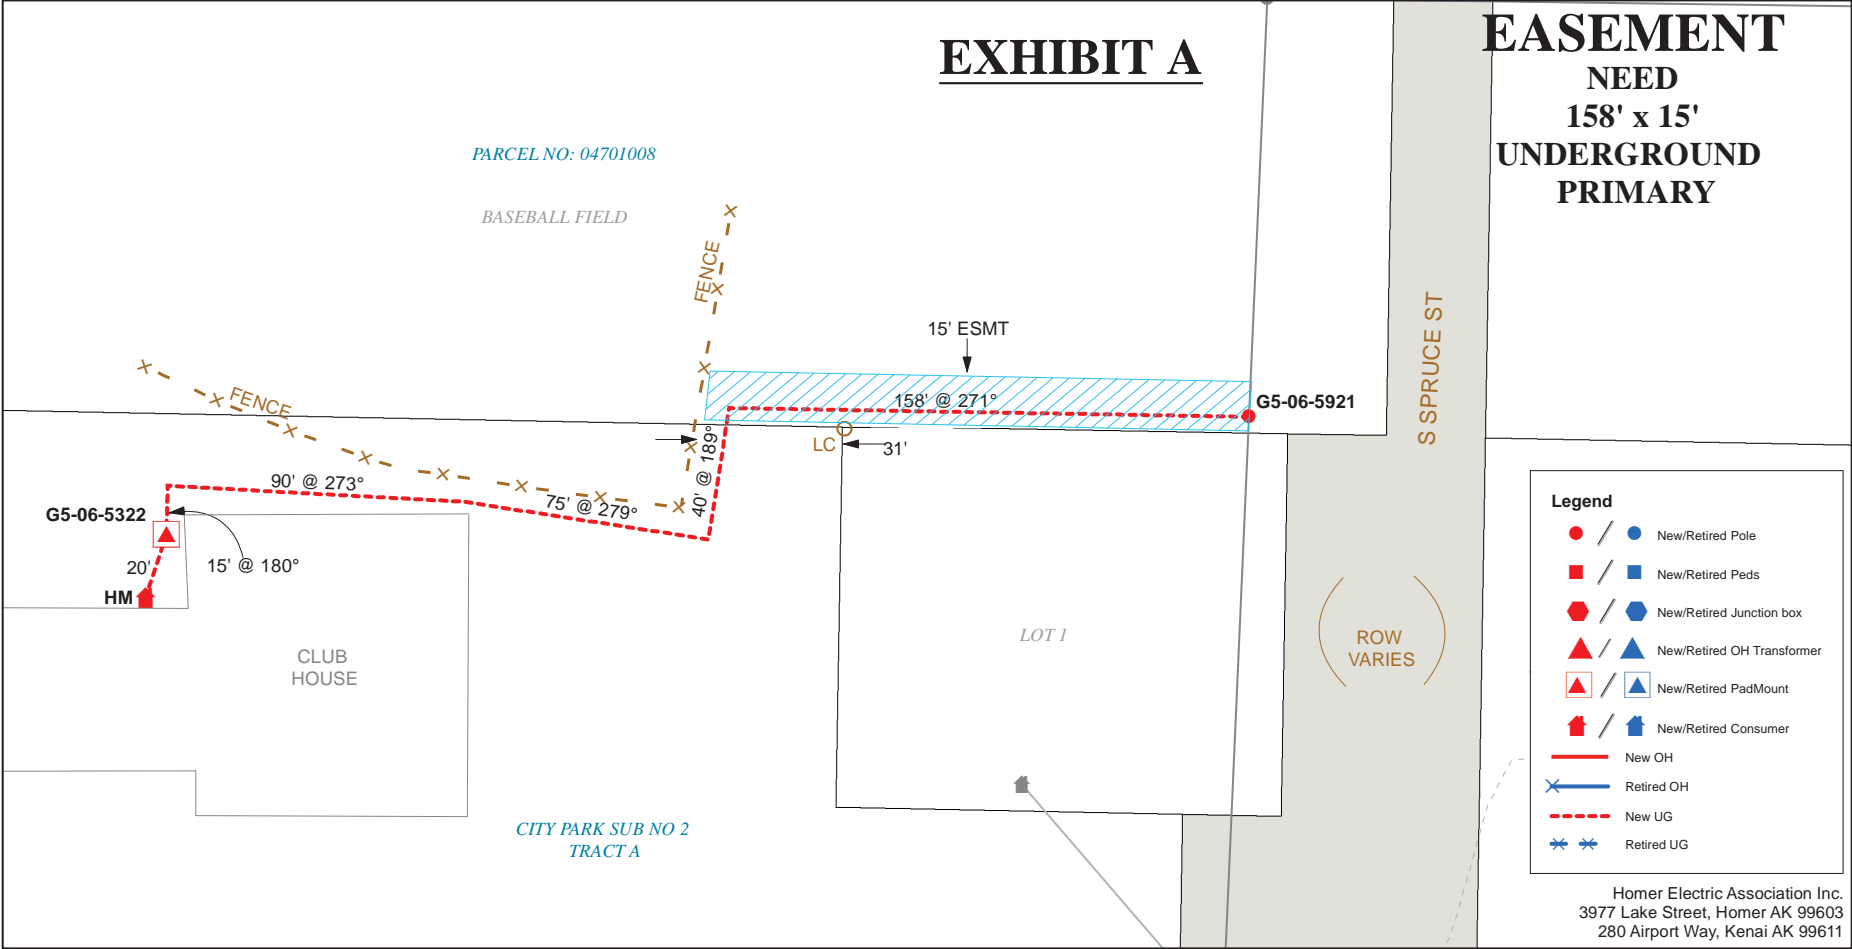 EXHIBIT A
EASEMENT
NEED
158' x 15'
UNDERGROUND
PRIMARY
PARCEL NO: 04701008
BASEBALL FIELD
FENCE
15' ESMT
S SPRUCE ST
FENCE
158' @ 271°
G5-06-5921
LC
31'
40' @ 189°
90' @ 273°
75' @ 279°
G5-06-5322
15' @ 180°
20'
HM
CLUB
HOUSE
LOT 1
ROW
VARIES
CITY PARK SUB NO 2
TRACT A
Legend
New/Retired Pole
New/Retired Peds
New/Retired Junction box
New/Retired OH Transformer
New/Retired PadMount
New/Retired Consumer
New OH
Retired OH
New UG
Retired UG
Homer Electric Association Inc.
3977 Lake Street, Homer AK 99603
280 Airport Way, Kenai AK 99611